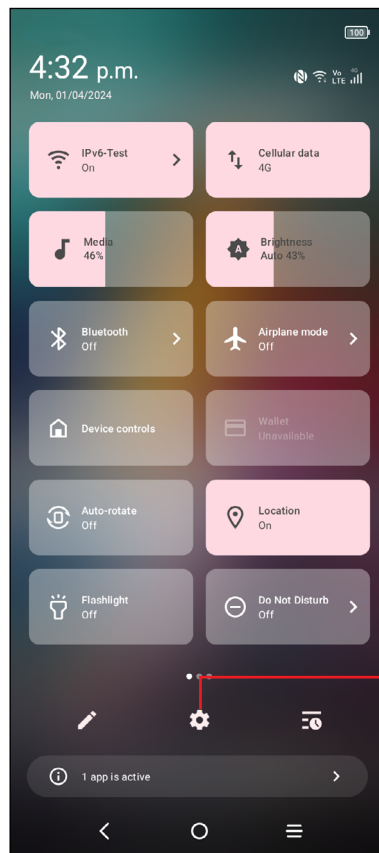 100
4:32 p.m.
Vo LTE 4G
Mon, 01/04/2024
IPv6-Test
On
Cellular data
4G
Media
46%
Brightness
Auto 43%
A
Bluetooth
Off
Airplane mode
Off
Device controls
Wallet
Unavailable
Auto-rotate
Off
Location
On
Flashlight
Off
Do Not Disturb
Off
1 app is active